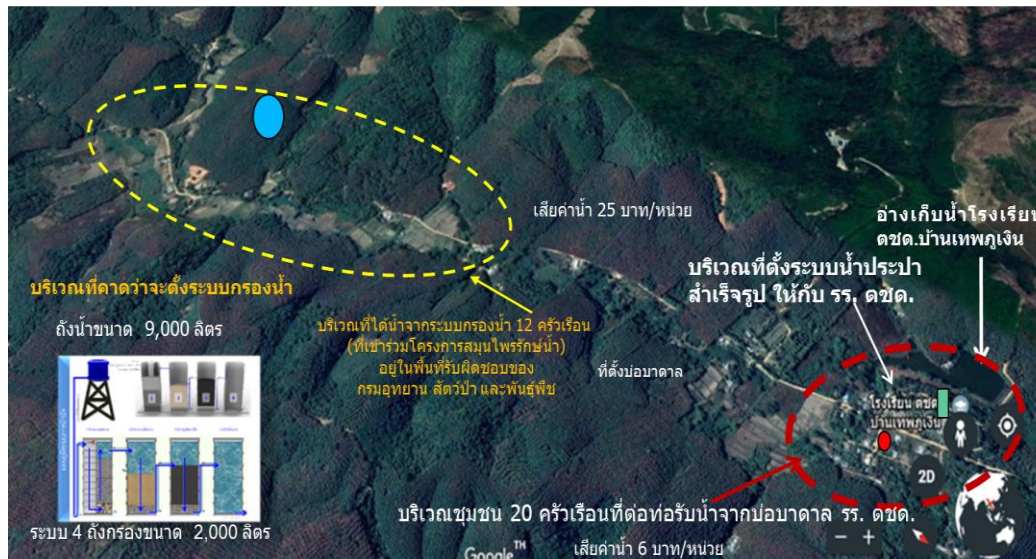 เสียค่าน้ำ 25 บาท/หน่วย
อ่างเก็บน้ำโรงเรียน
ตชด.บ้านเทพภูเงิน
บริเวณที่ตั้งระบบน้ำประปา
สำเร็จรูป ให้กับ รร. ตชด.
บริเวณที่คาดว่าจะตั้งระบบกรองน้ำ
ถังน้ำขนาด 9,000 ลิตร
บริเวณที่ได้น้ำจากระบบกรองน้ำ 12 ครัวเรือน
(ที่เข้าร่วมโครงการสมุนไพรรักษ์น้ำ)
อยู่ในพื้นที่รับผิดชอบของ
กรมอุทยาน สัตว์ป่า และพันธุ์พืช
ที่ตั้งบ่อบาดาล
โรงเรียน ตชด
บ้านเทพภูเงิน
2D
บริเวณชุมชน 20 ครัวเรือนที่ต่อท่อรับน้ำจากบ่อบาดาล รร. ตชด.
ระบบ 4 ถังกรองขนาด 2,000 ลิตร
Google TH
เสียค่าน้ำ 6 บาท/หน่วย